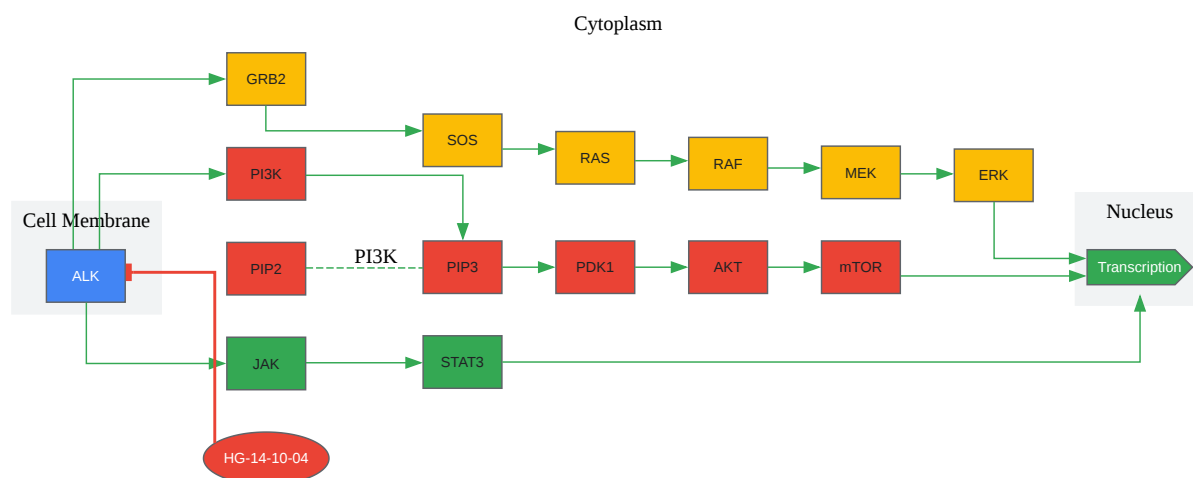 Cytoplasm
GRB2
SOS
RAS
RAF
MEK
ERK
PI3K
Cell Membrane
Nucleus
ALK
PIP2
PI3K
PIP3
PDK1
AKT
mTOR
Transcription
JAK
STAT3
HG-14-10-04